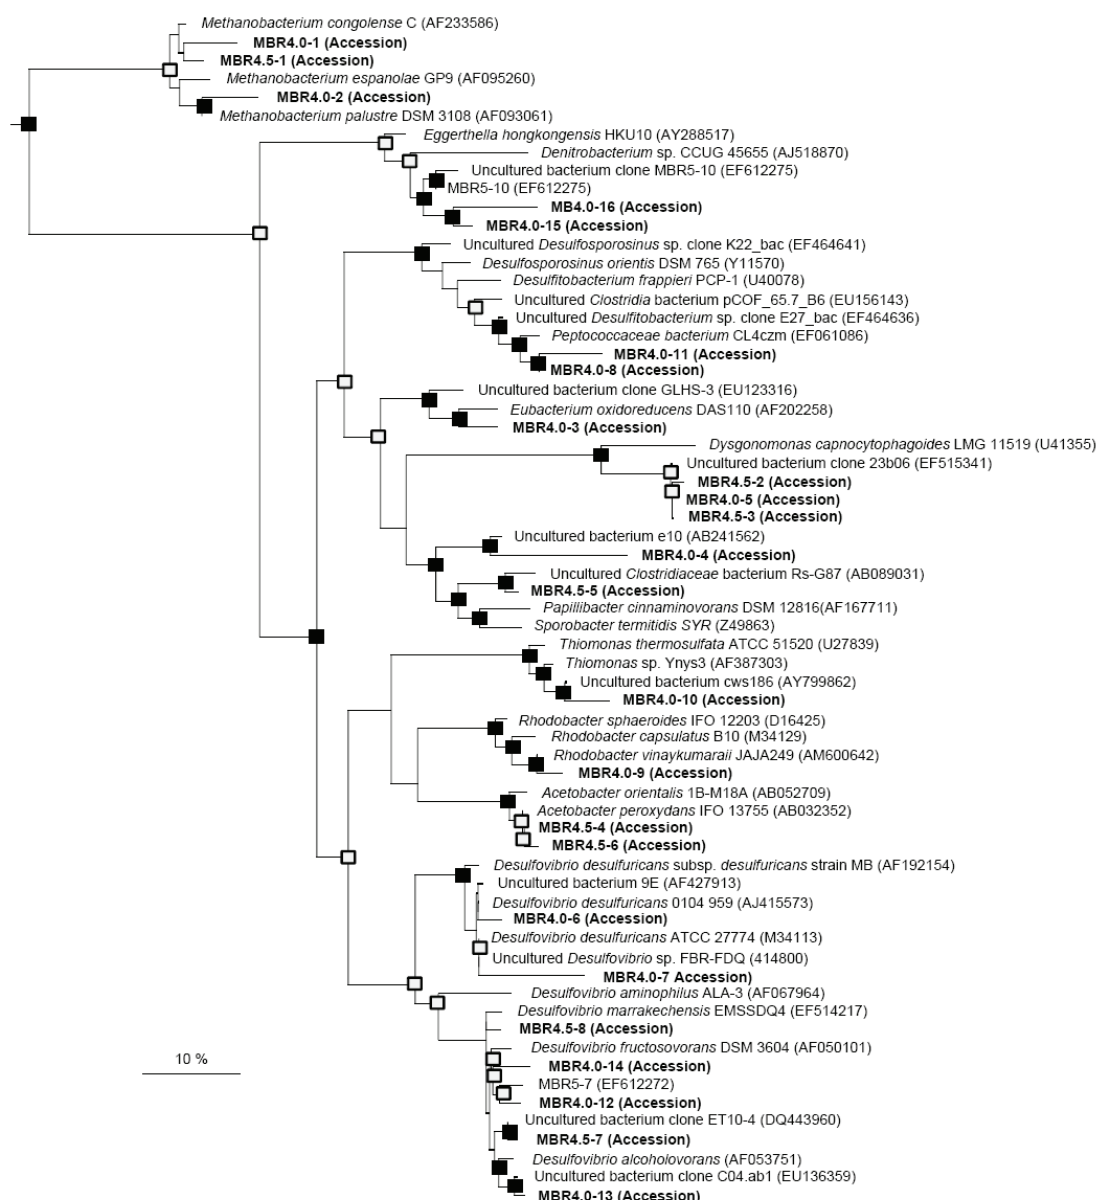 Methanobacterium congolense C (AF233586)
MBR4.0-1 (Accession)
MBR4.5-1 (Accession)
Methanobacterium espanolae GP9 (AF095260)
MBR4.0-2 (Accession)
Methanobacterium palustre DSM 3108 (AF093061)
Eggerthella hongkongensis HKU10 (AY288517)
Denitrobacterium sp. CCUG 45655 (AJ518870)
Uncultured bacterium clone MBR5-10 (EF612275)
MBR5-10 (EF612275)
MB4.0-16 (Accession)
MBR4.0-15 (Accession)
Uncultured Desulfosporosinus sp. clone K22_bac (EF464641)
Desulfosporosinus orientis DSM 765 (Y11570)
Desulfitobacterium frappieri PCP-1 (U40078)
Uncultured Clostridia bacterium pCOF_65.7_B6 (EU156143)
Uncultured Desulfitobacterium sp. clone E27_bac (EF464636)
Peptococcaceae bacterium CL4czm (EF061086)
MBR4.0-11 (Accession)
MBR4.0-8 (Accession)
Uncultured bacterium clone GLHS-3 (EU123316)
Eubacterium oxidoreducens DAS110 (AF202258)
MBR4.0-3 (Accession)
Dysgonomonas capnocytophagoides LMG 11519 (U41355)
Uncultured bacterium clone 23b06 (EF515341)
MBR4.5-2 (Accession)
MBR4.0-5 (Accession)
MBR4.5-3 (Accession)
Uncultured bacterium e10 (AB241562)
MBR4.0-4 (Accession)
Uncultured Clostridiaceae bacterium Rs-G87 (AB089031)
MBR4.5-5 (Accession)
Papillibacter cinnaminovorans DSM 12816(AF167711)
Sporobacter termitidis SYR (Z49863)
Thiomonas thermosulfata ATCC 51520 (U27839)
Thiomonas sp. Ynys3 (AF387303)
Uncultured bacterium cws186 (AY799862)
MBR4.0-10 (Accession)
Rhodobacter sphaeroides IFO 12203 (D16425)
Rhodobacter capsulatus B10 (M34129)
Rhodobacter vinaykumaraii JAJA249 (AM600642)
MBR4.0-9 (Accession)
Acetobacter orientalis 1B-M18A (AB052709)
Acetobacter peroxydans IFO 13755 (AB032352)
MBR4.5-4 (Accession)
MBR4.5-6 (Accession)
Desulfovibrio desulfuricans subsp. desulfuricans strain MB (AF192154)
Uncultured bacterium 9E (AF427913)
Desulfovibrio desulfuricans 0104 959 (AJ415573)
MBR4.0-6 (Accession)
Desulfovibrio desulfuricans ATCC 27774 (M34113)
Uncultured Desulfovibrio sp. FBR-FDQ (414800)
MBR4.0-7 Accession)
Desulfovibrio aminophilus ALA-3 (AF067964)
Desulfovibrio marrakechensis EMSSDQ4 (EF514217)
MBR4.5-8 (Accession)
Desulfovibrio fructosovorans DSM 3604 (AF050101)
10 %
MBR4.0-14 (Accession)
MBR5-7 (EF612272)
MBR4.0-12 (Accession)
Uncultured bacterium clone ET10-4 (DQ443960)
MBR4.5-7 (Accession)
Desulfovibrio alcoholovorans (AF053751)
Uncultured bacterium clone C04.ab1 (EU136359)
MBR4.0-13 (Accession)